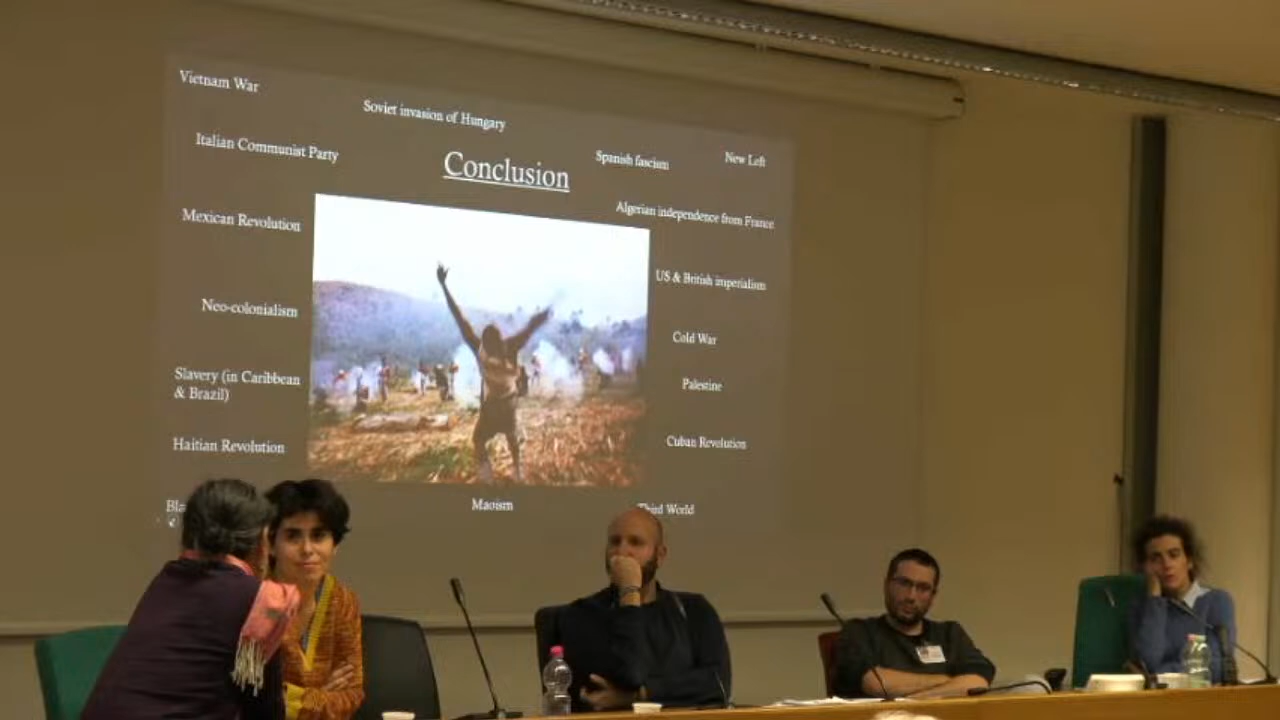 Vietnam War
Soviet invasion of Hungary
Italian Communist Party
Conclusion
Spanish fascism
New Left
Mexican Revolution
Algerian independence from France
US & British imperialism
Neo-colonialism
Cold War
Slavery (in Caribbean
& Brazil)
Palestine
Haitian Revolution
Cuban Revolution
Maoism
Third World